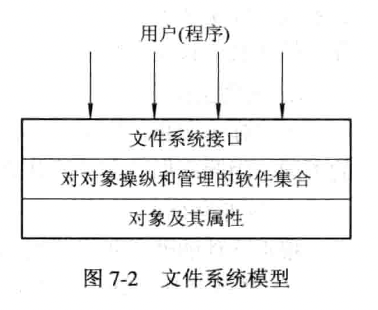 用户(程序)
文件系统接口
对对象操纵和管理的软件集合
对象及其属性
图 7-2 文件系统模型